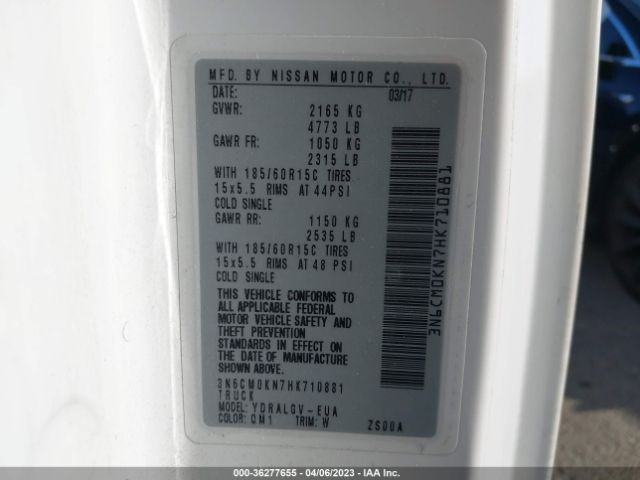 MFD. BY NISSAN MOTOR CO., LTD.
DATE: 03/17
GVWR: 2165 KG
4773 LB
GAWR FR: 1050 KG
2315 LB
WITH 185/60R15C TIRES
15x5.5 RIMS AT 44PSI
COLD SINGLE
GAWR RR: 1150 KG
2535 LB
WITH 185/60R15C TIRES
15x5.5 RIMS AT 48 PSI
COLD SINGLE
THIS VEHICLE CONFORMS TO
ALL APPLICABLE FEDERAL
MOTOR VEHICLE SAFETY AND
THEFT PREVENTION
STANDARDS IN EFFECT ON
THE DATE OF MANUFACTURE
SHOWN ABOVE.
3N6CM0KN7HK710881
TRUCK
MODEL: YDRALGV-EUA
COLOR: QM1 TRIM: W ZS00A
3N6CM0KN7HK710881
000-36277655 - 04/06/2023 - IAA Corp.